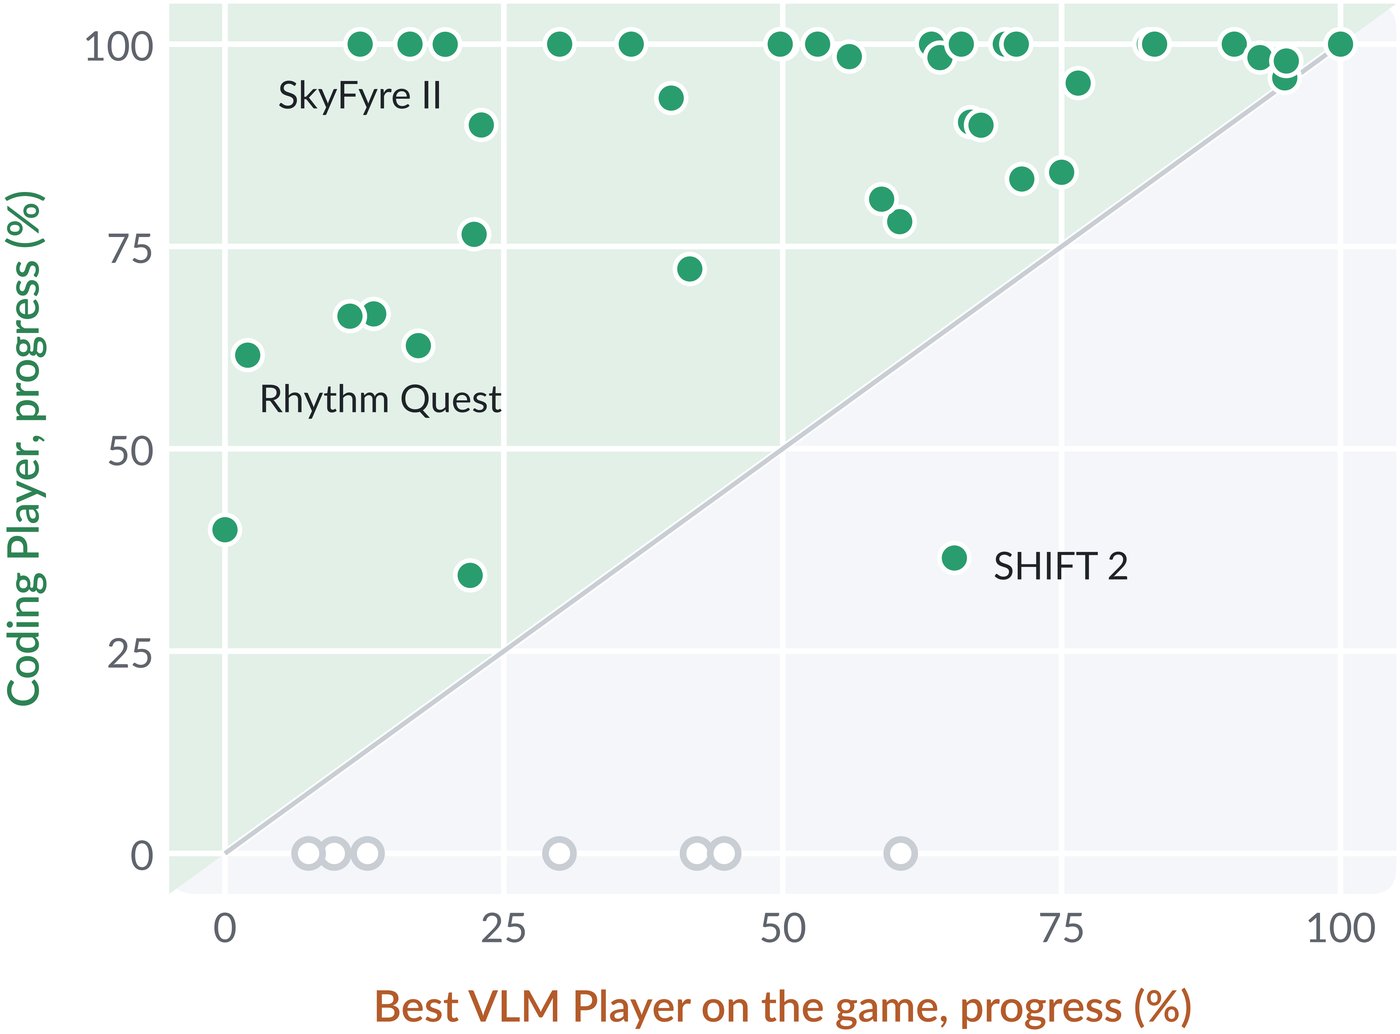 100
SkyFyre II
75
Rhythm Quest
50
SHIFT 2
25
0
0 25 50 75 100
Coding Player, progress (%)
Best VLM Player on the game, progress (%)